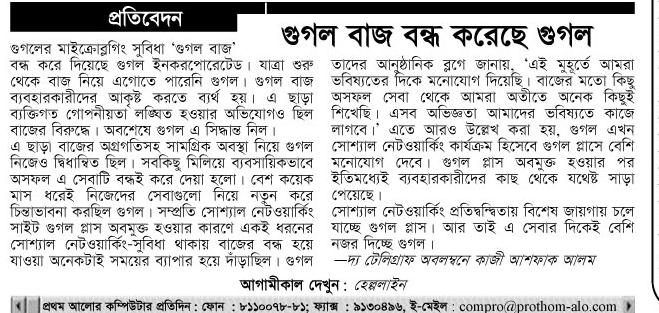 প্রতিবেদন
গুগল বাজ বন্ধ করেছে গুগল
গুগলের মাইক্রোব্লগিং সুবিধা ‘গুগল বাজ’
বন্ধ করে দিয়েছে গুগল ইনকরপোরেটেড। যাত্রা শুরু
থেকে বাজ নিয়ে এগোতে পারেনি গুগল। গুগল বাজ
ব্যবহারকারীদের আকৃষ্ট করতে ব্যর্থ হয়। এ ছাড়া
ব্যক্তিগত গোপনীয়তা লঙ্ঘিত হওয়ার অভিযোগও ছিল
বাজের বিরুদ্ধে। অবশেষে গুগল এ সিদ্ধান্ত নিল।
এ ছাড়া বাজের অগ্রগতিসহ সামগ্রিক অবস্থা নিয়ে গুগল
নিজেও দ্বিধান্বিত ছিল। সবকিছু মিলিয়ে ব্যবসায়িকভাবে
অসফল এ সেবাটি বন্ধই করে দেয়া হলো। বেশ কয়েক
মাস ধরেই নিজেদের সেবাগুলো নিয়ে নতুন করে
চিন্তাভাবনা করছিল গুগল। সম্প্রতি সোশ্যাল নেটওয়ার্কিং
সাইট গুগল প্লাস অবমুক্ত হওয়ার কারণে একই ধরনের
সোশ্যাল নেটওয়ার্কিং-সুবিধা থাকায় বাজের বন্ধ হয়ে
যাওয়া অনেকটাই সময়ের ব্যাপার হয়ে দাঁড়াছিল। গুগল
তাদের আনুষ্ঠানিক ব্লগে জানায়, ‘এই মুহূর্তে আমরা
ভবিষ্যতের দিকে মনোযোগ দিয়েছি। বাজের মতো কিছু
অসফল সেবা থেকে আমরা অতীতে অনেক কিছুই
শিখেছি। এসব অভিজ্ঞতা আমাদের ভবিষ্যতে কাজে
লাগবে।’ এতে আরও উল্লেখ করা হয়, গুগল এখন
সোশ্যাল নেটওয়ার্কিং কার্যক্রম হিসেবে গুগল প্লাসে বেশি
মনোযোগ দেবে। গুগল প্লাস অবমুক্ত হওয়ার পর
ইতিমধ্যেই ব্যবহারকারীদের কাছ থেকে যথেষ্ট সাড়া
পেয়েছে।
সোশ্যাল নেটওয়ার্কিং প্রতিদ্বন্দ্বিতায় বিশেষ জায়গায় চলে
যাচ্ছে গুগল প্লাস। আর তাই এ সেবার দিকেই বেশি
নজর দিচ্ছে গুগল।
—দ্য টেলিগ্রাফ অবলম্বনে কাজী আশফাক আলম
আগামীকাল দেখুন : হেল্পলাইন
প্রথম আলোর কম্পিউটার প্রতিদিন : ফোন : ৮১১০০৭৮-৮১; ফ্যাক্স : ৯১৩০৪৯৬, ই-মেইল : compro@prothom-alo.com